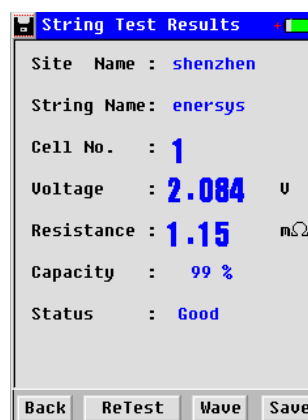 String Test Results
Site Name : shenzhen
String Name: enersys
Cell No. : 1
Voltage : 2.084 V
Resistance : 1.15 mΩ
Capacity : 99 %
Status : Good
Back ReTest Wave Save